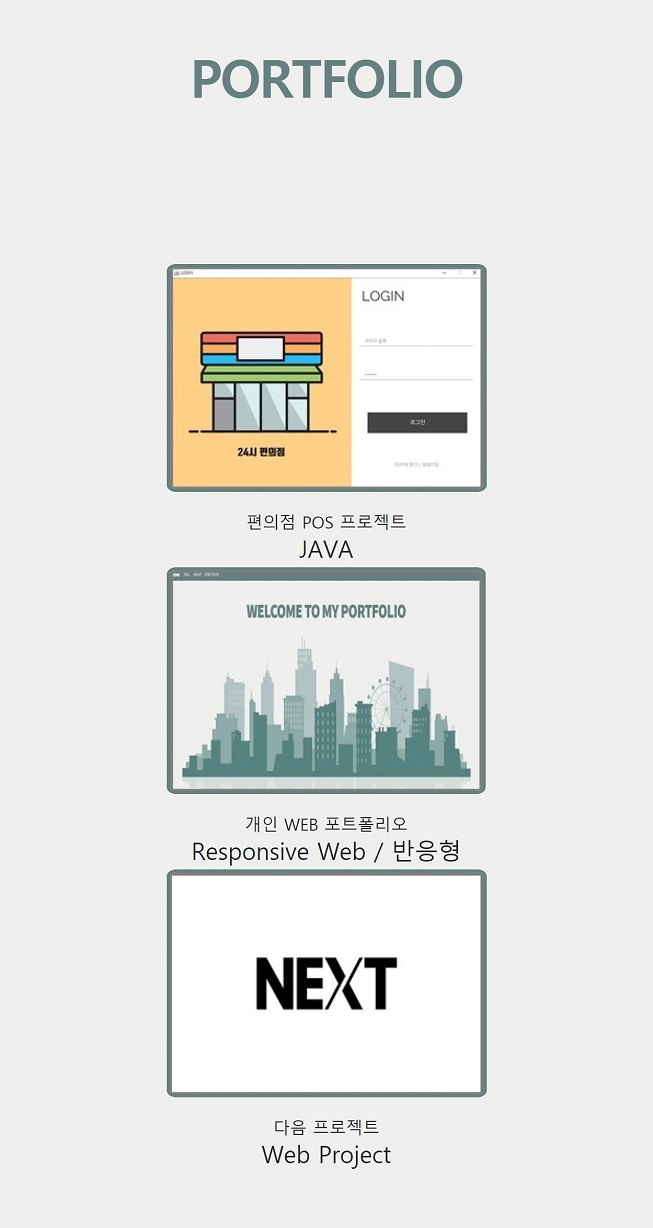 PORTFOLIO
LOGIN
LOGIN
로그인
24시 편의점
편의점 POS 프로젝트
JAVA
WELCOME TO MY PORTFOLIO
개인 WEB 포트폴리오
Responsive Web / 반응형
NEXT
다음 프로젝트
Web Project